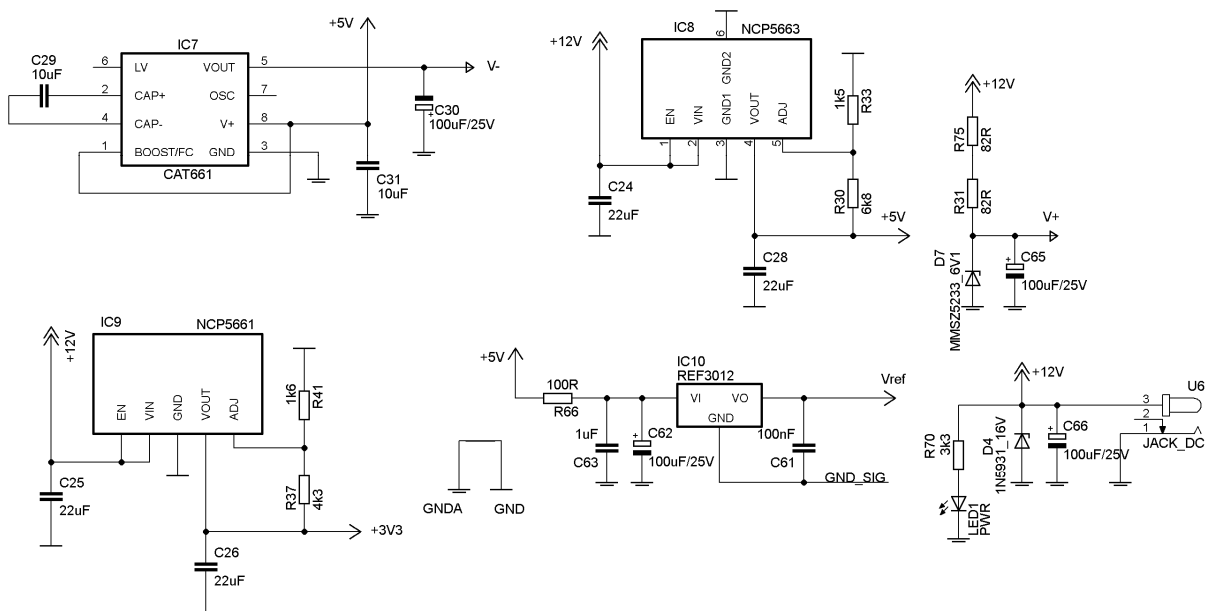 +5V
IC7
C29
10uF
6 LV VOUT 5
V-
2 CAP+ OSC 7
4 CAP- V+ 8
1 BOOST/FC GND 3
CAT661
C30
+
100uF/25V
C31
10uF
+12V
IC8
NCP5663
6
GND2
EN
VIN
GND1
VOUT
ADJ
1
2
3
4
5
1k5
R33
C24
22uF
R30
6k8
+5V
C28
22uF
+12V
R75
82R
R31
82R
V+
D7
MMSZ5233_6V1
+
C65
100uF/25V
IC9
NCP5661
+12V
EN
VIN
GND
VOUT
ADJ
1k6
R41
C25
22uF
R37
4k3
+3V3
C26
22uF
GNDA
GND
+5V
100R
R66
IC10
REF3012
VI VO
GND
Vref
1uF
C63
+
C62
100uF/25V
100nF
C61
GND_SIG
+12V
R70
3k3
D4
1N5931_16V
+
C66
100uF/25V
U6
3
2
1
JACK_DC
LED1
PWR